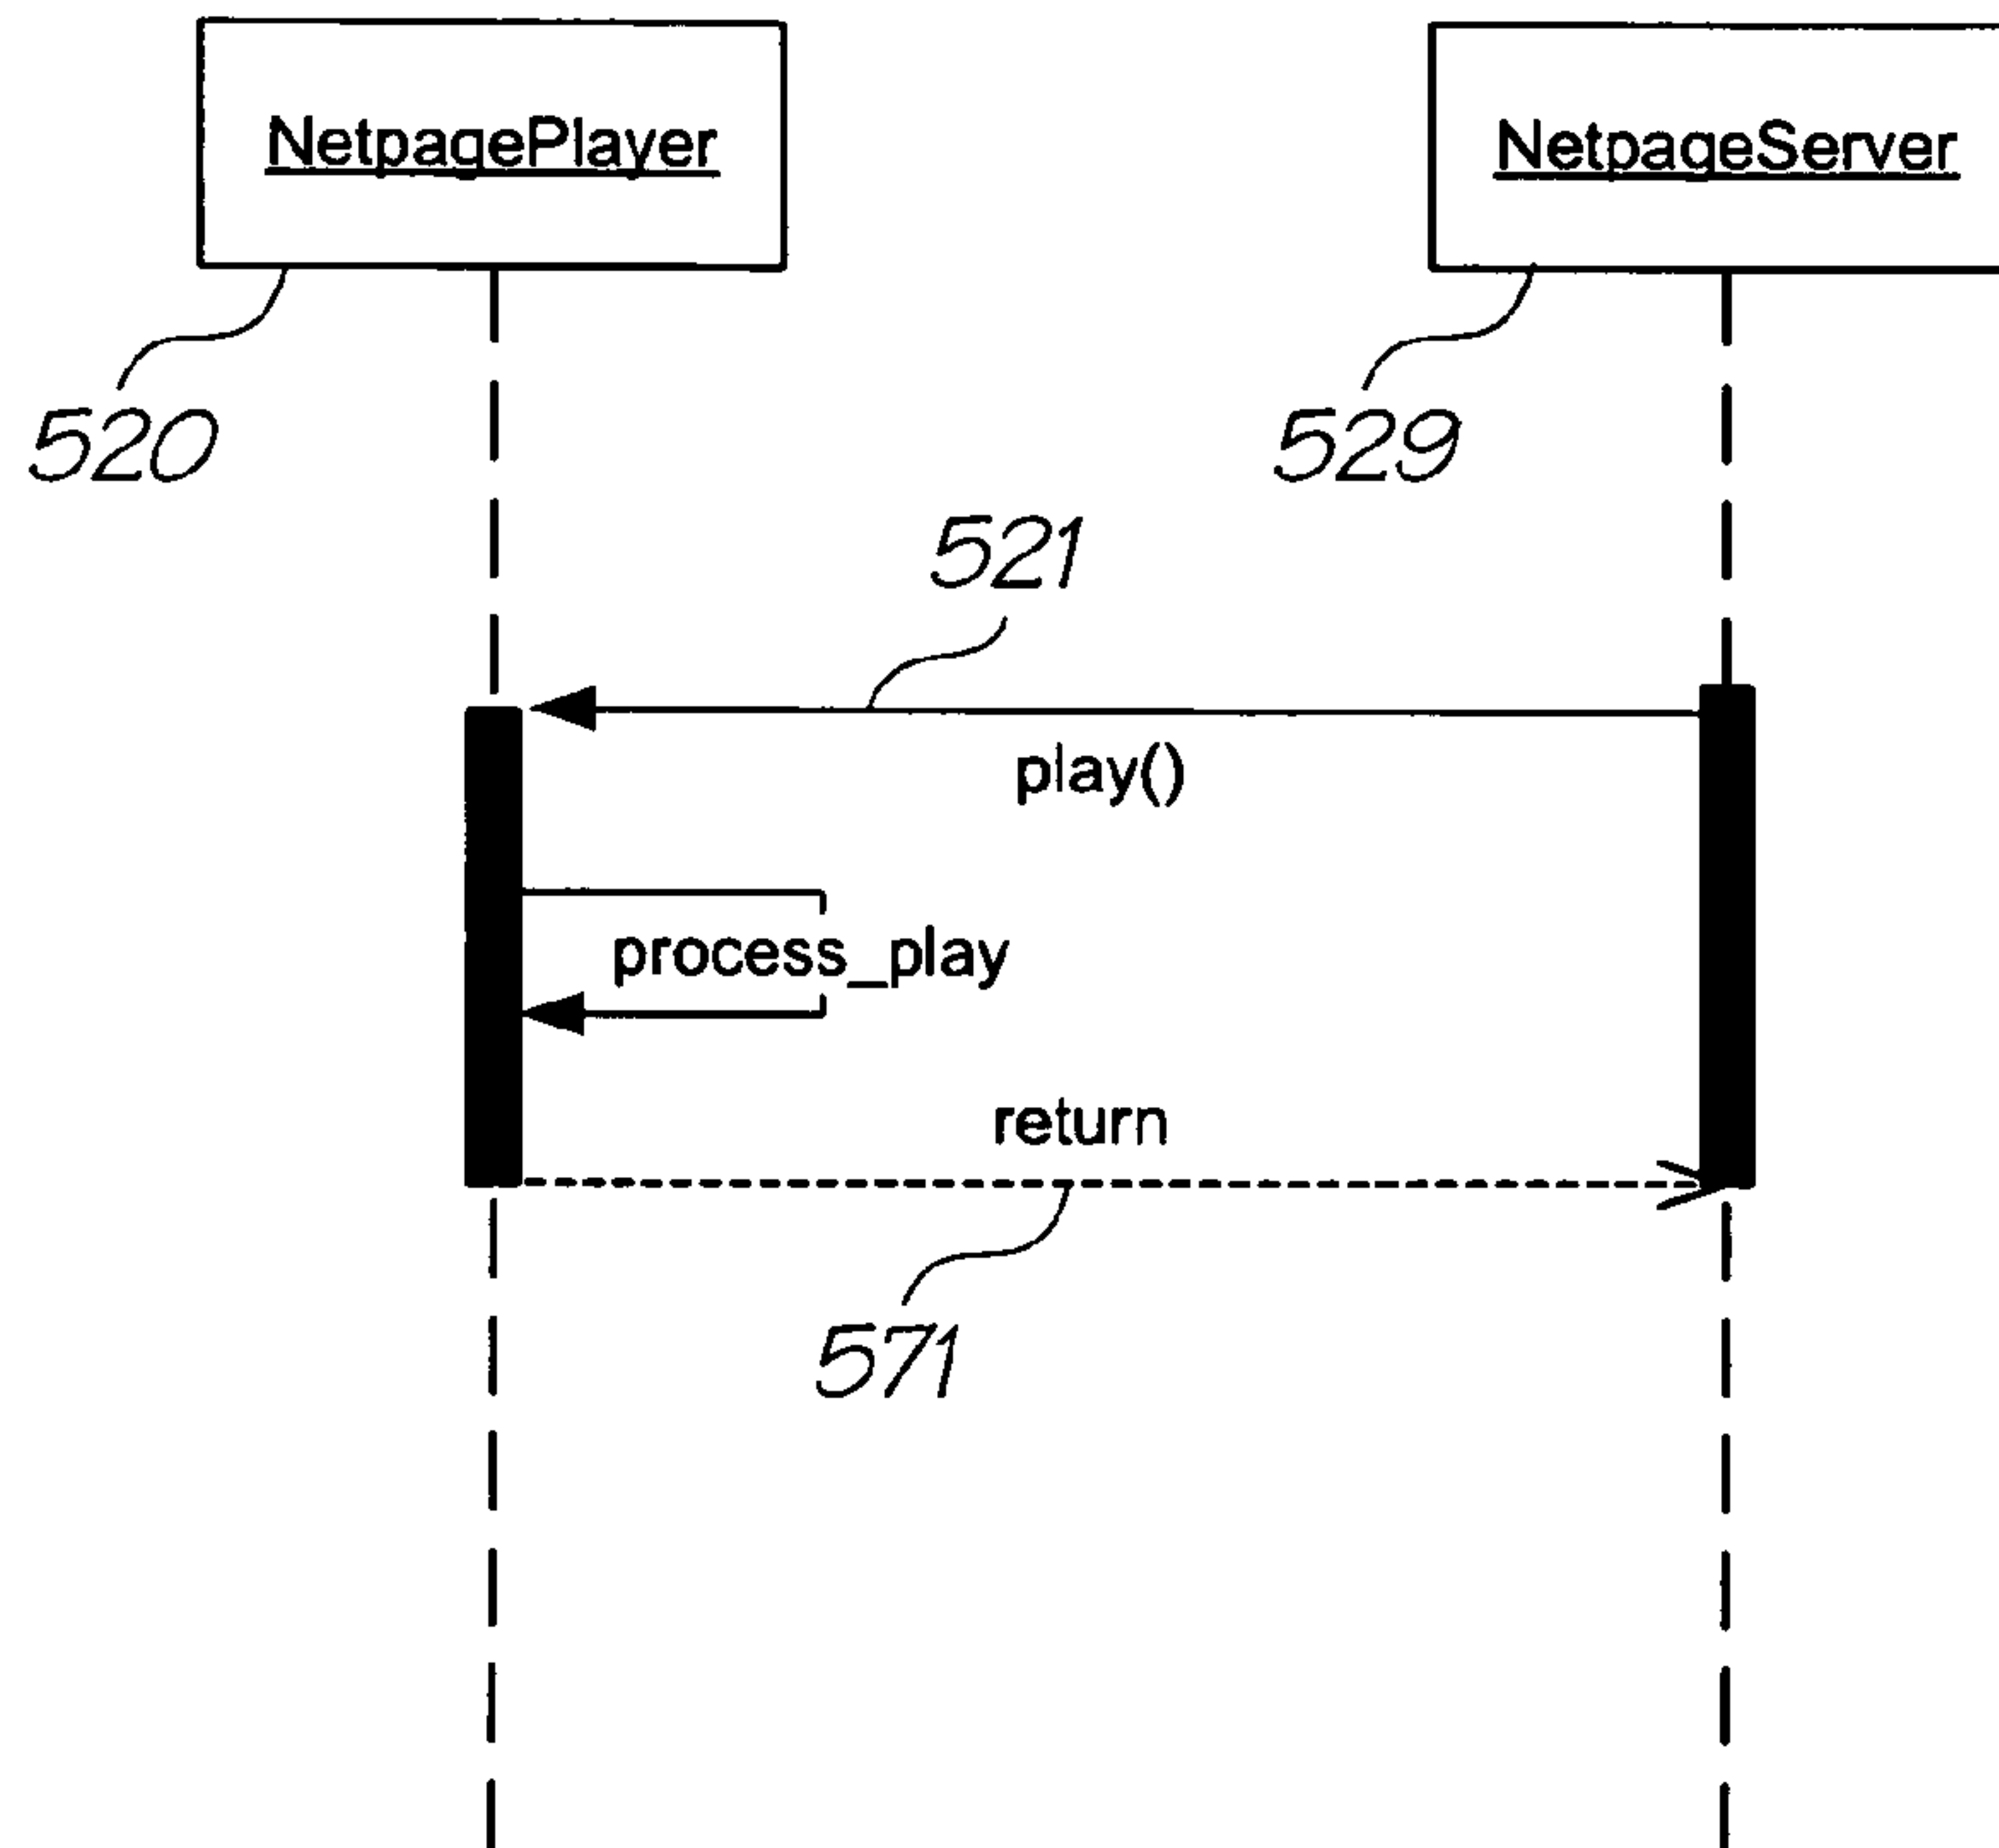 NetpagePlayer
NetpageServer
520
529
521
play()
process_play
return
571